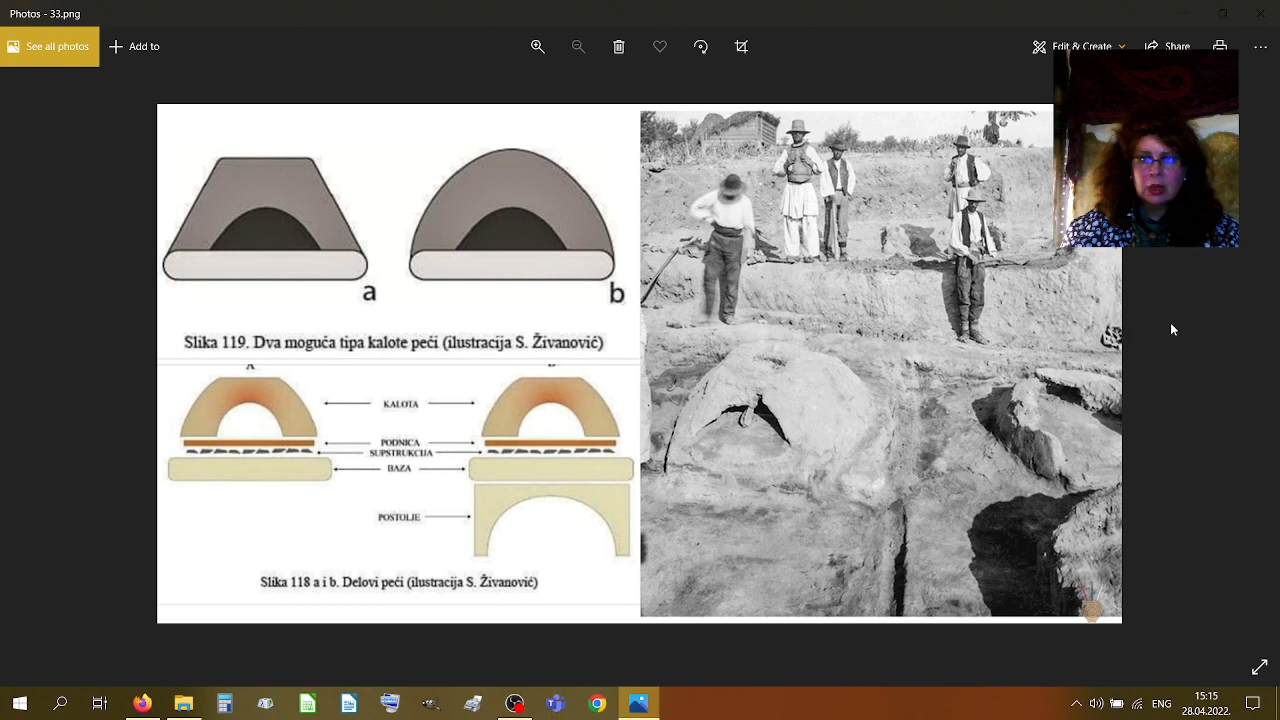 Photos - 33.png
See all photos
Add to
Edit & Create
Share
a
b
Slika 119. Dva moguća tipa kalote peći (ilustracija S. Živanović)
KALOTA
PODNICA
SUPSTRUKCIJA
BAZA
POSTOLJE
Slika 118 a i b. Delovi peći (ilustracija S. Živanović)
ENG
15:15
28.04.2022.